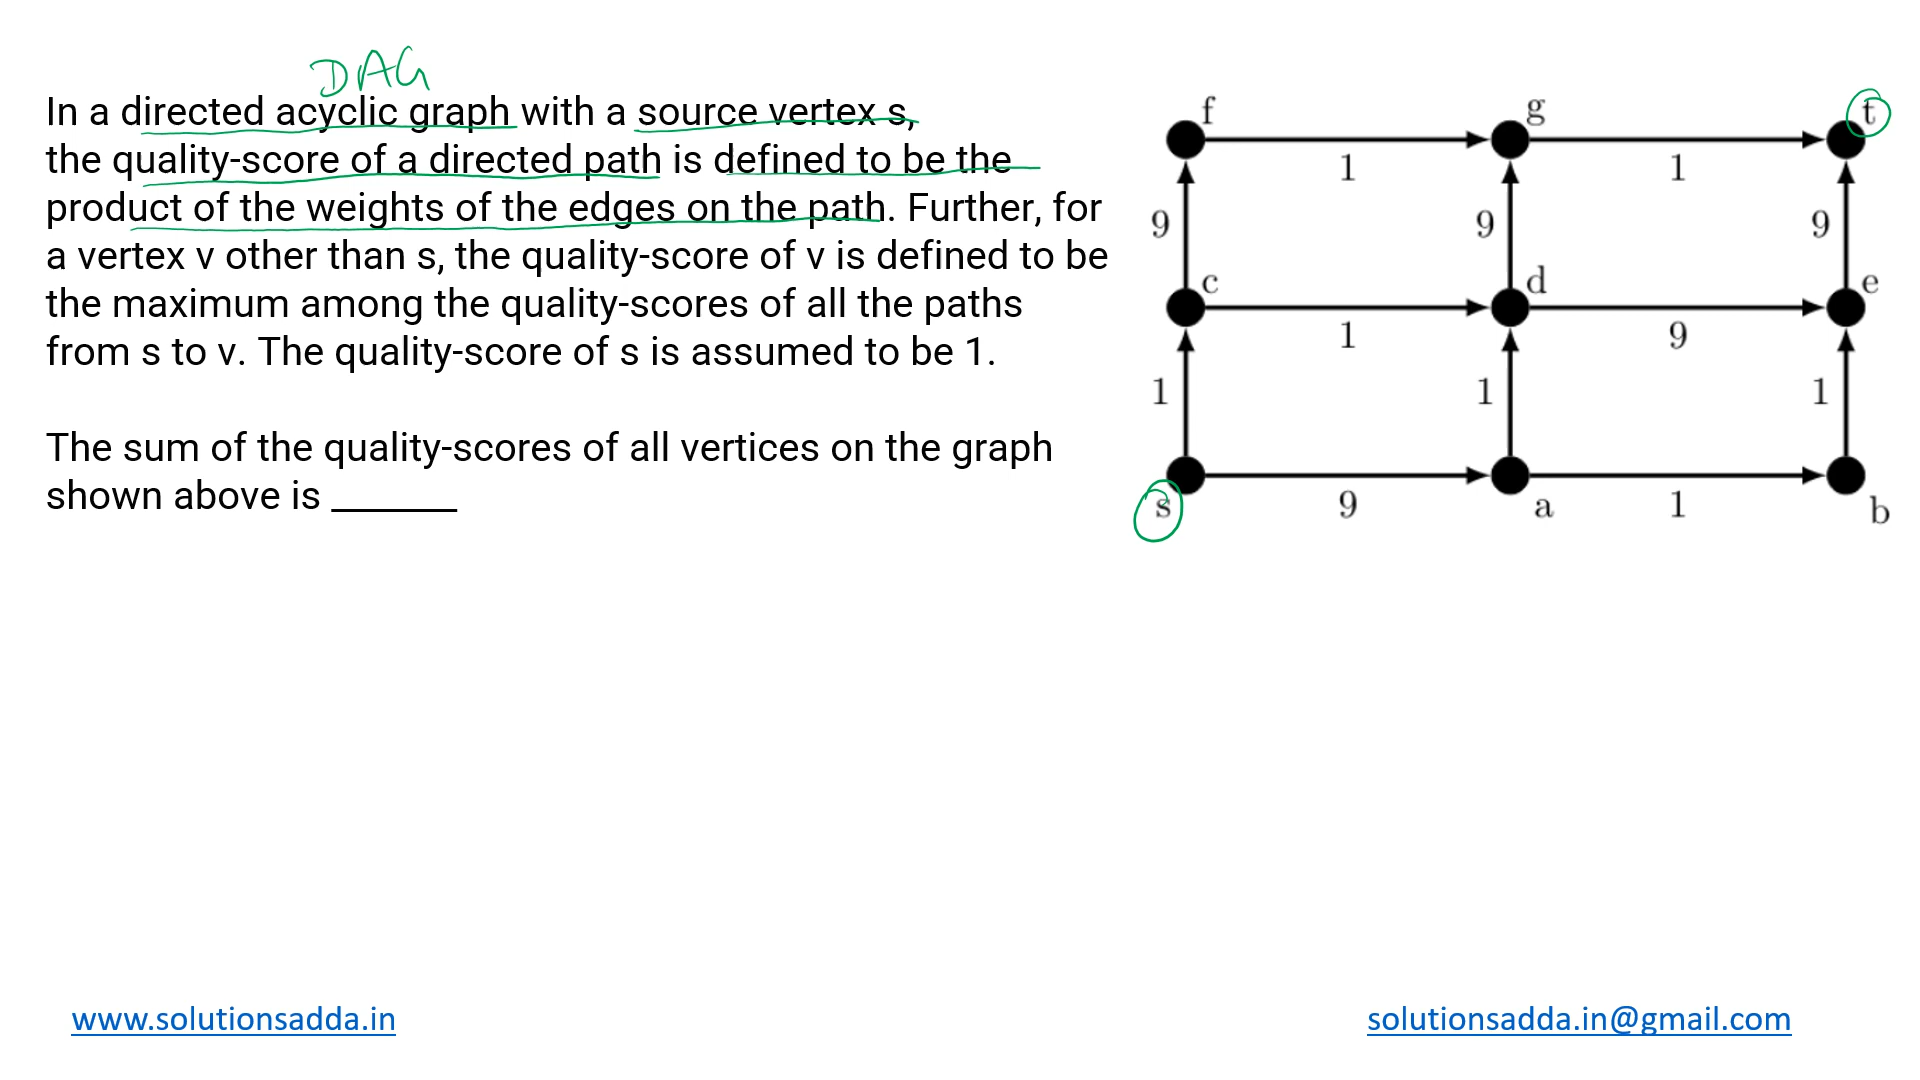 DAG
In a directed acyclic graph with a source vertex s,
the quality-score of a directed path is defined to be the
product of the weights of the edges on the path. Further, for
a vertex v other than s, the quality-score of v is defined to be
the maximum among the quality-scores of all the paths
from s to v. The quality-score of s is assumed to be 1.
The sum of the quality-scores of all vertices on the graph
shown above is ______
f g t
1 1
9 9 9
c d e
1 9
1 1 1
s 9 a 1 b
www.solutionsadda.in
solutionsadda.in@gmail.com